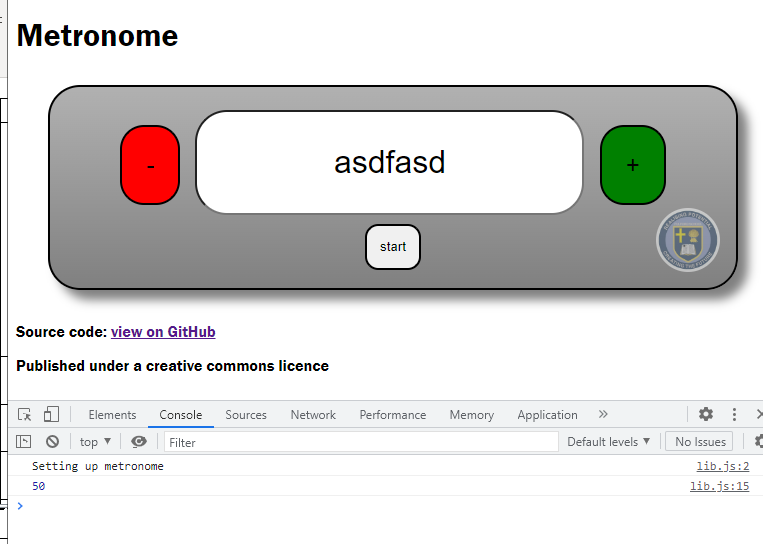 Metronome
- asdfasd +
start
Source code: view on GitHub
Published under a creative commons licence
Elements Console Sources Network Performance Memory Application »
top ▼ Filter Default levels ▼ No Issues
Setting up metronome lib.js:2
50 lib.js:15
>